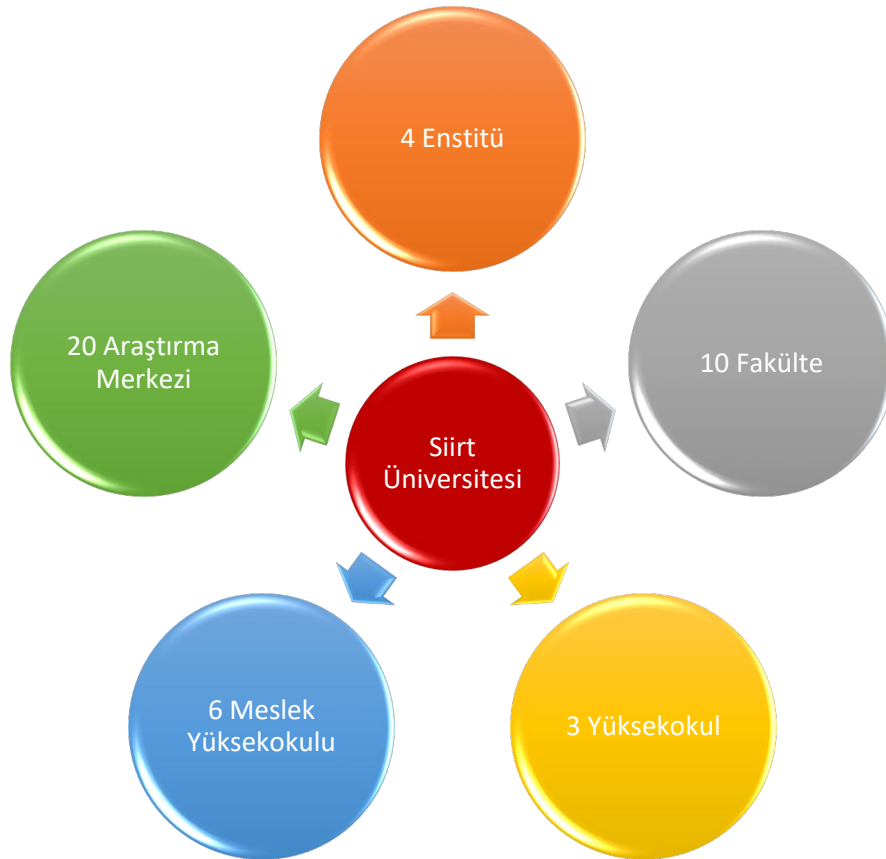 4 Enstitü
20 Araştırma
Merkezi
10 Fakülte
Siirt
Üniversitesi
6 Meslek
Yüksekokulu
3 Yüksekokul